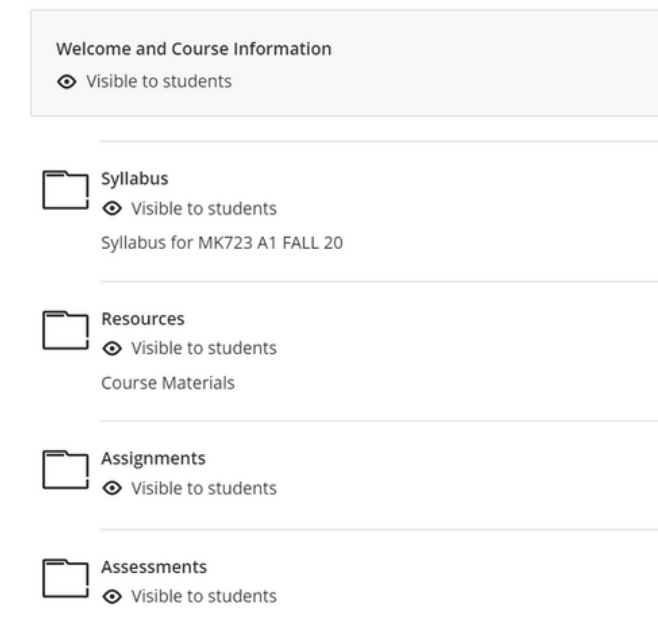 Welcome and Course Information
Visible to students
Syllabus
Visible to students
Syllabus for MK723 A1 FALL 20
Resources
Visible to students
Course Materials
Assignments
Visible to students
Assessments
Visible to students